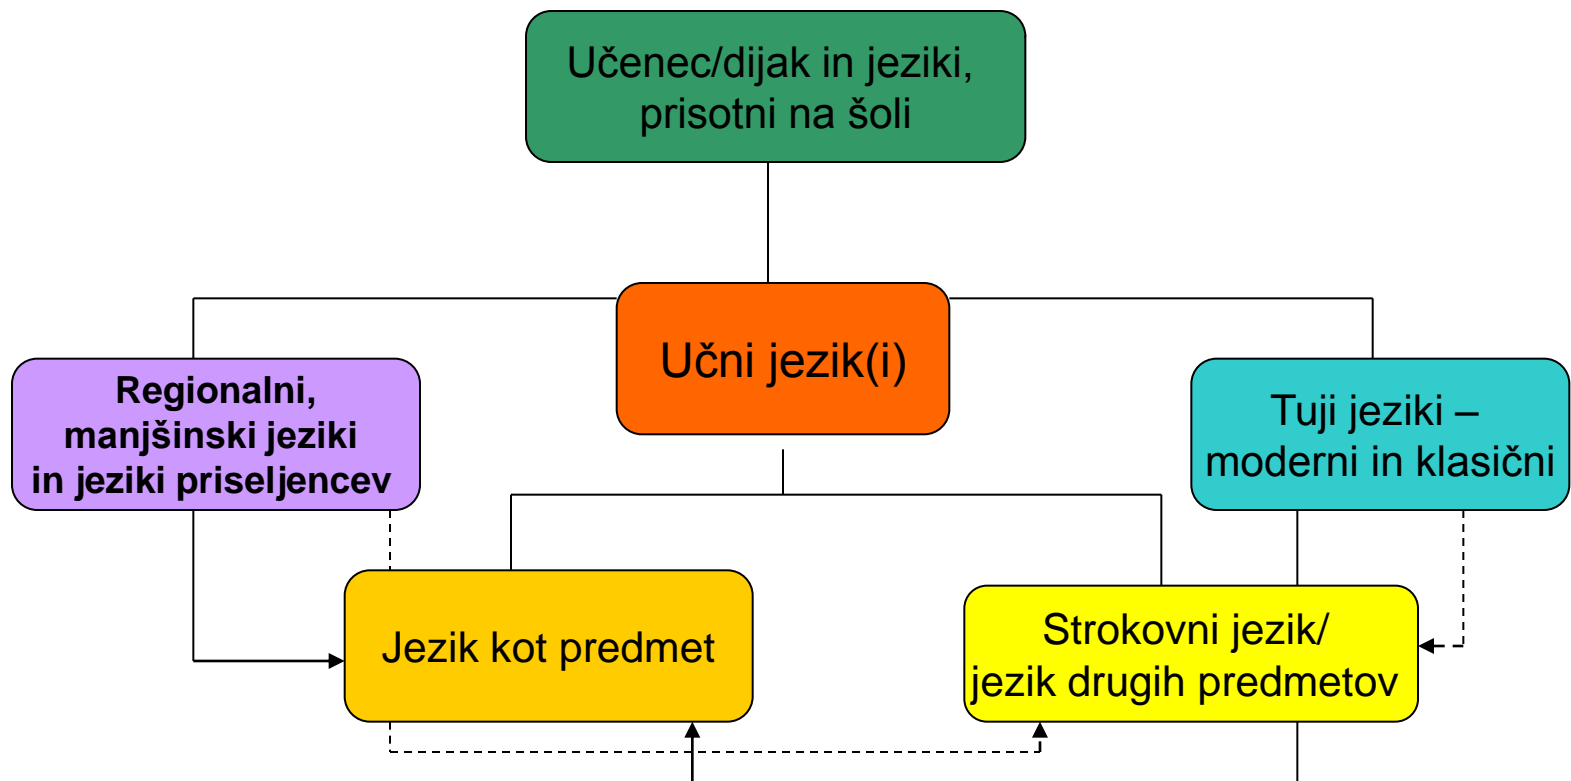 Učenec/dijak in jeziki,
prisotni na šoli
Učni jezik(i)
Regionalni,
manjšinski jeziki
in jeziki priseljencev
Tuji jeziki –
moderni in klasični
Jezik kot predmet
Strokovni jezik/
jezik drugih predmetov